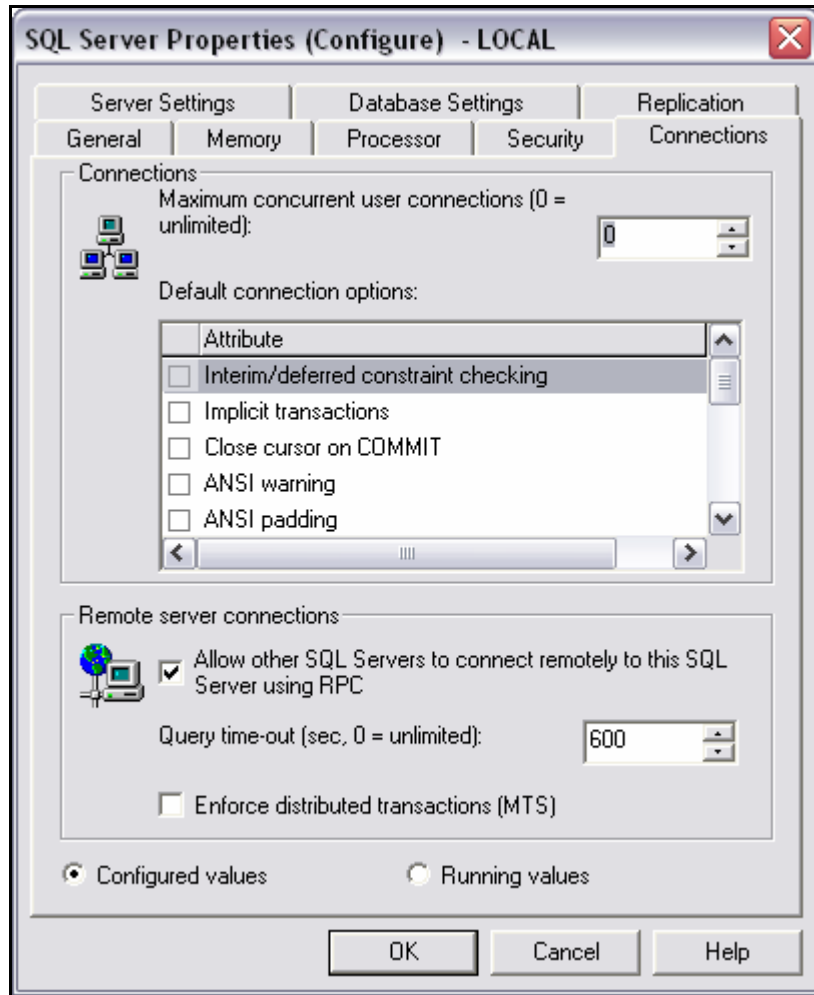 SQL Server Properties (Configure) - LOCAL
Server Settings
Database Settings
Replication
General
Memory
Processor
Security
Connections
Connections
Maximum concurrent user connections (0 =
unlimited):
0
Default connection options:
Attribute
Interim/deferred constraint checking
Implicit transactions
Close cursor on COMMIT
ANSI warning
ANSI padding
Remote server connections
Allow other SQL Servers to connect remotely to this SQL
Server using RPC
Query time-out (sec, 0 = unlimited):
600
Enforce distributed transactions (MTS)
Configured values
Running values
OK
Cancel
Help